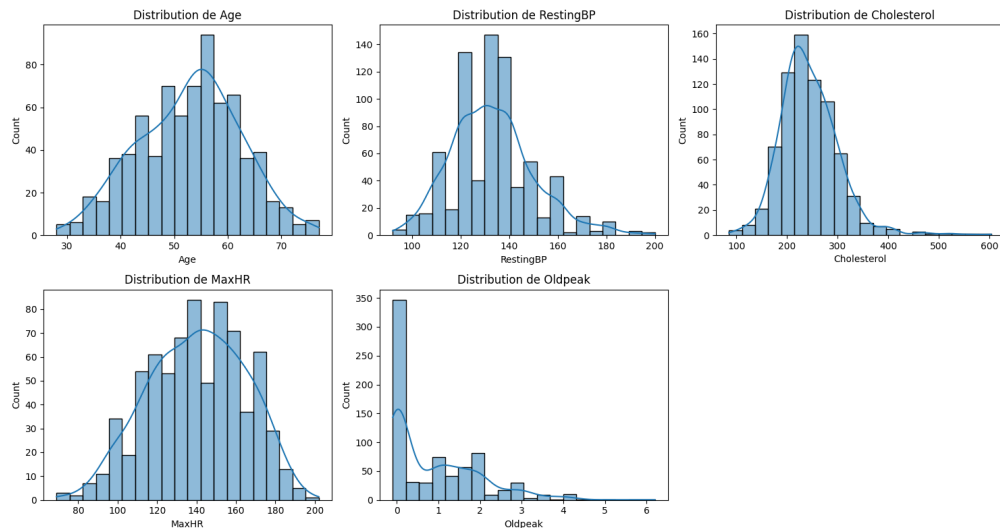 Distribution de Age
Count
80
60
40
20
0
30 40 50 60 70
Age
Distribution de RestingBP
Count
140
120
100
80
60
40
20
0
100 120 140 160 180 200
RestingBP
Distribution de Cholesterol
Count
160
140
120
100
80
60
40
20
0
100 200 300 400 500 600
Cholesterol
Distribution de MaxHR
Count
80
70
60
50
40
30
20
10
0
80 100 120 140 160 180 200
MaxHR
Distribution de Oldpeak
Count
350
300
250
200
150
100
50
0
0 1 2 3 4 5 6
Oldpeak